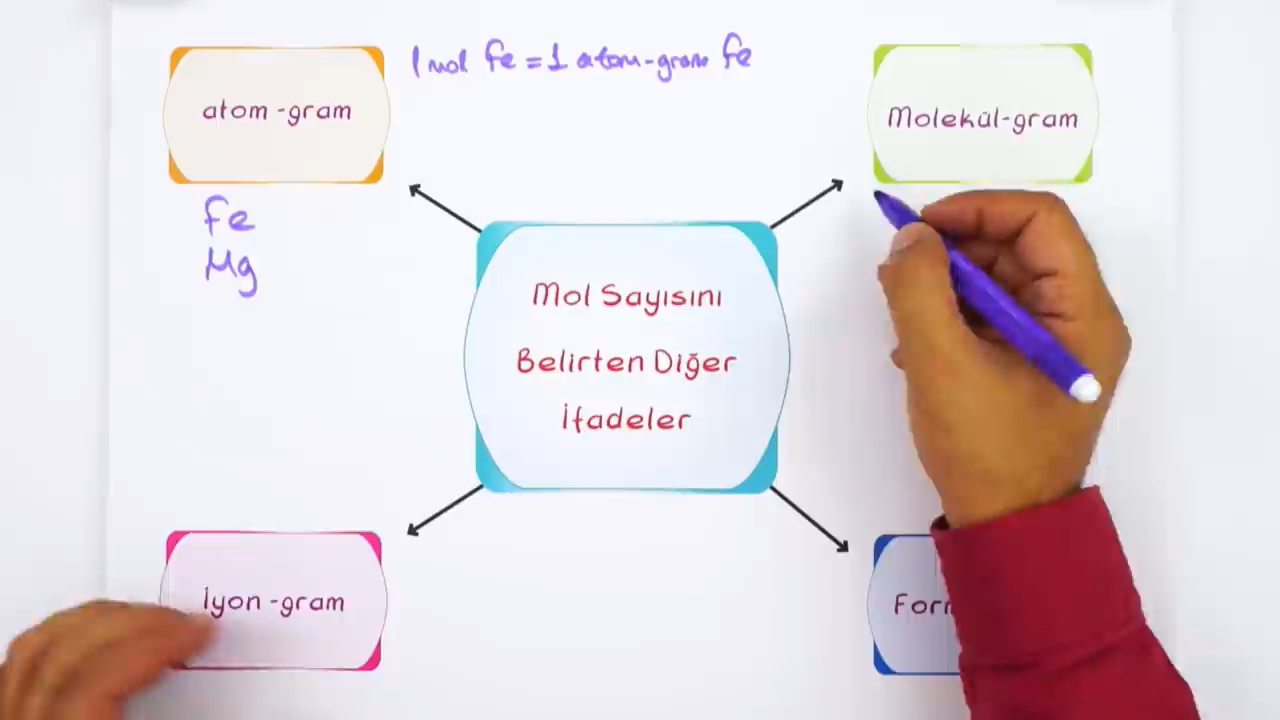 1 mol Fe = 1 atom-gram Fe
atom -gram
Molekül-gram
Fe
Mg
Mol Sayısını
Belirten Diğer
İfadeler
İyon -gram